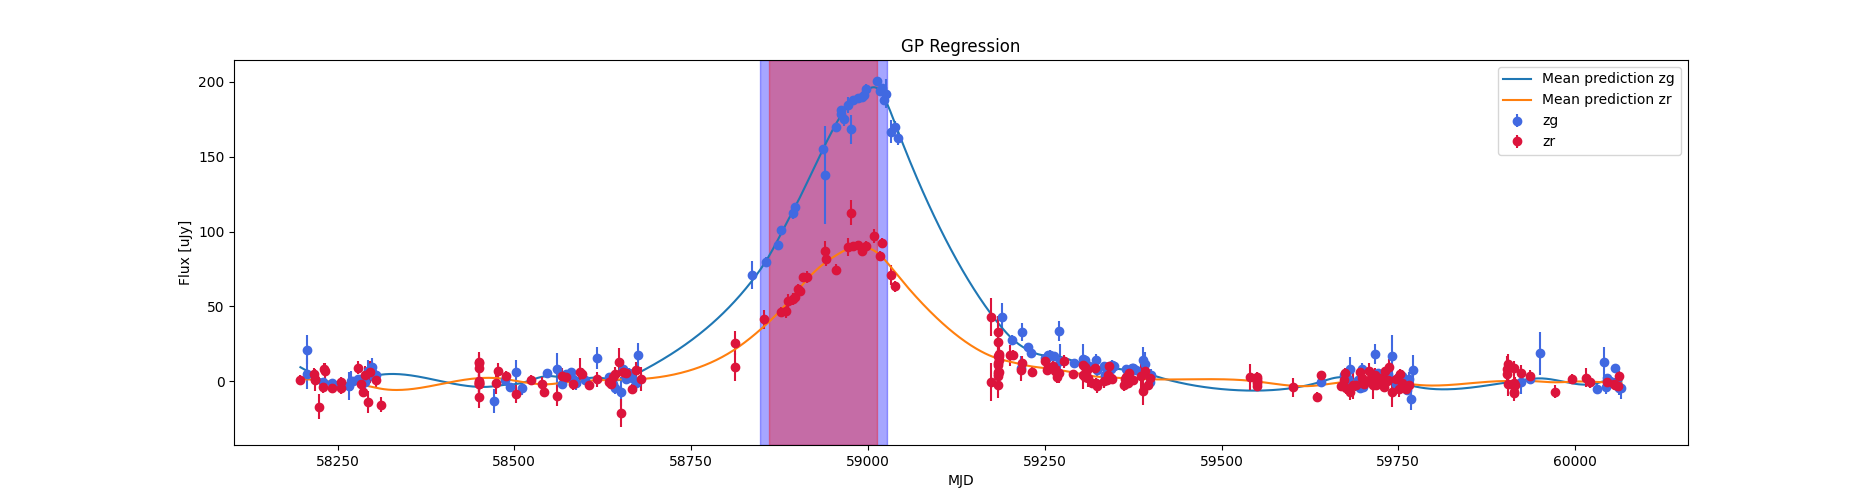 GP Regression
Flux [uJy]
200
150
100
50
0
58250 58500 58750 59000 59250 59500 59750 60000
MJD
Mean prediction zg
Mean prediction zr
zg
zr